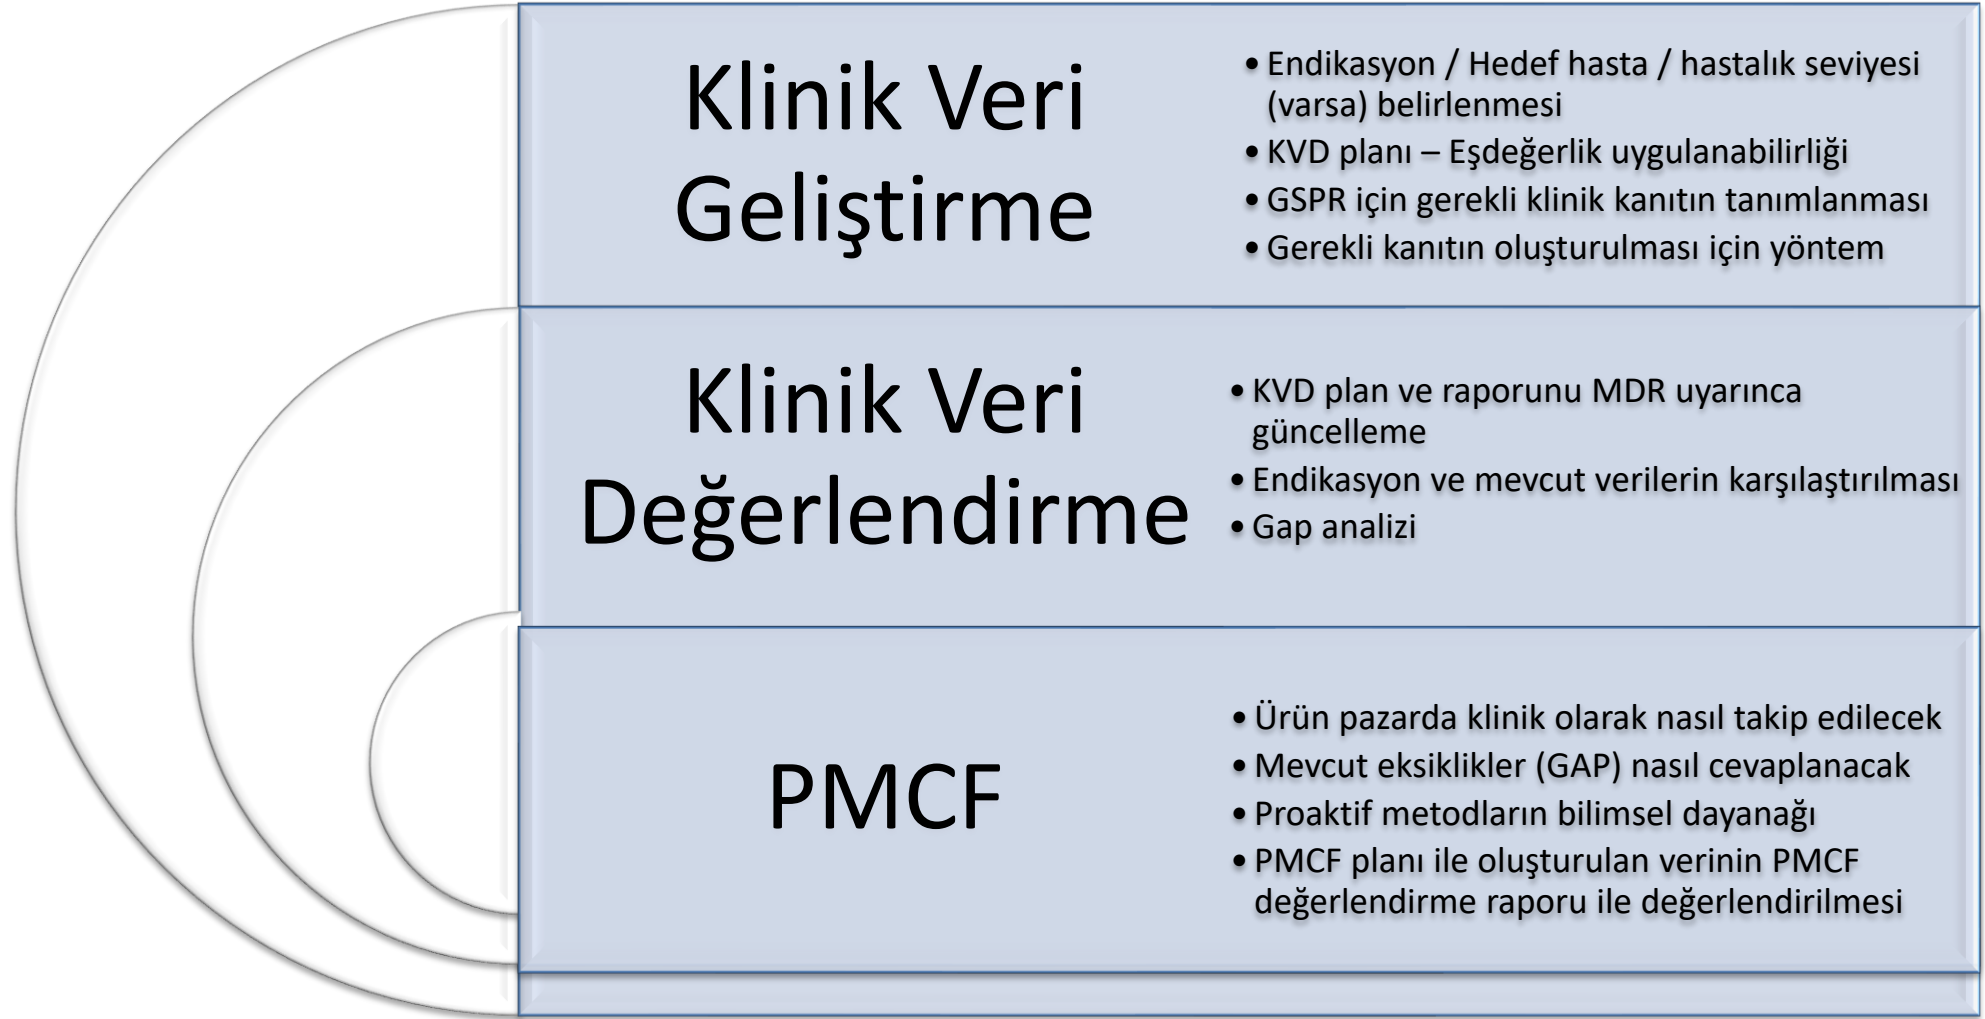 Klinik Veri
Geliştirme
• Endikasyon / Hedef hasta / hastalık seviyesi
(varsa) belirlenmesi
• KVD planı – Eşdeğerlik uygulanabilirliği
• GSPR için gerekli klinik kanıtın tanımlanması
• Gerekli kanıtın oluşturulması için yöntem
Klinik Veri
Değerlendirme
• KVD plan ve raporunu MDR uyarınca
güncelleme
• Endikasyon ve mevcut verilerin karşılaştırılması
• Gap analizi
PMCF
• Ürün pazarda klinik olarak nasıl takip edilecek
• Mevcut eksiklikler (GAP) nasıl cevaplanacak
• Proaktif metodların bilimsel dayanağı
• PMCF planı ile oluşturulan verinin PMCF
değerlendirme raporu ile değerlendirilmesi